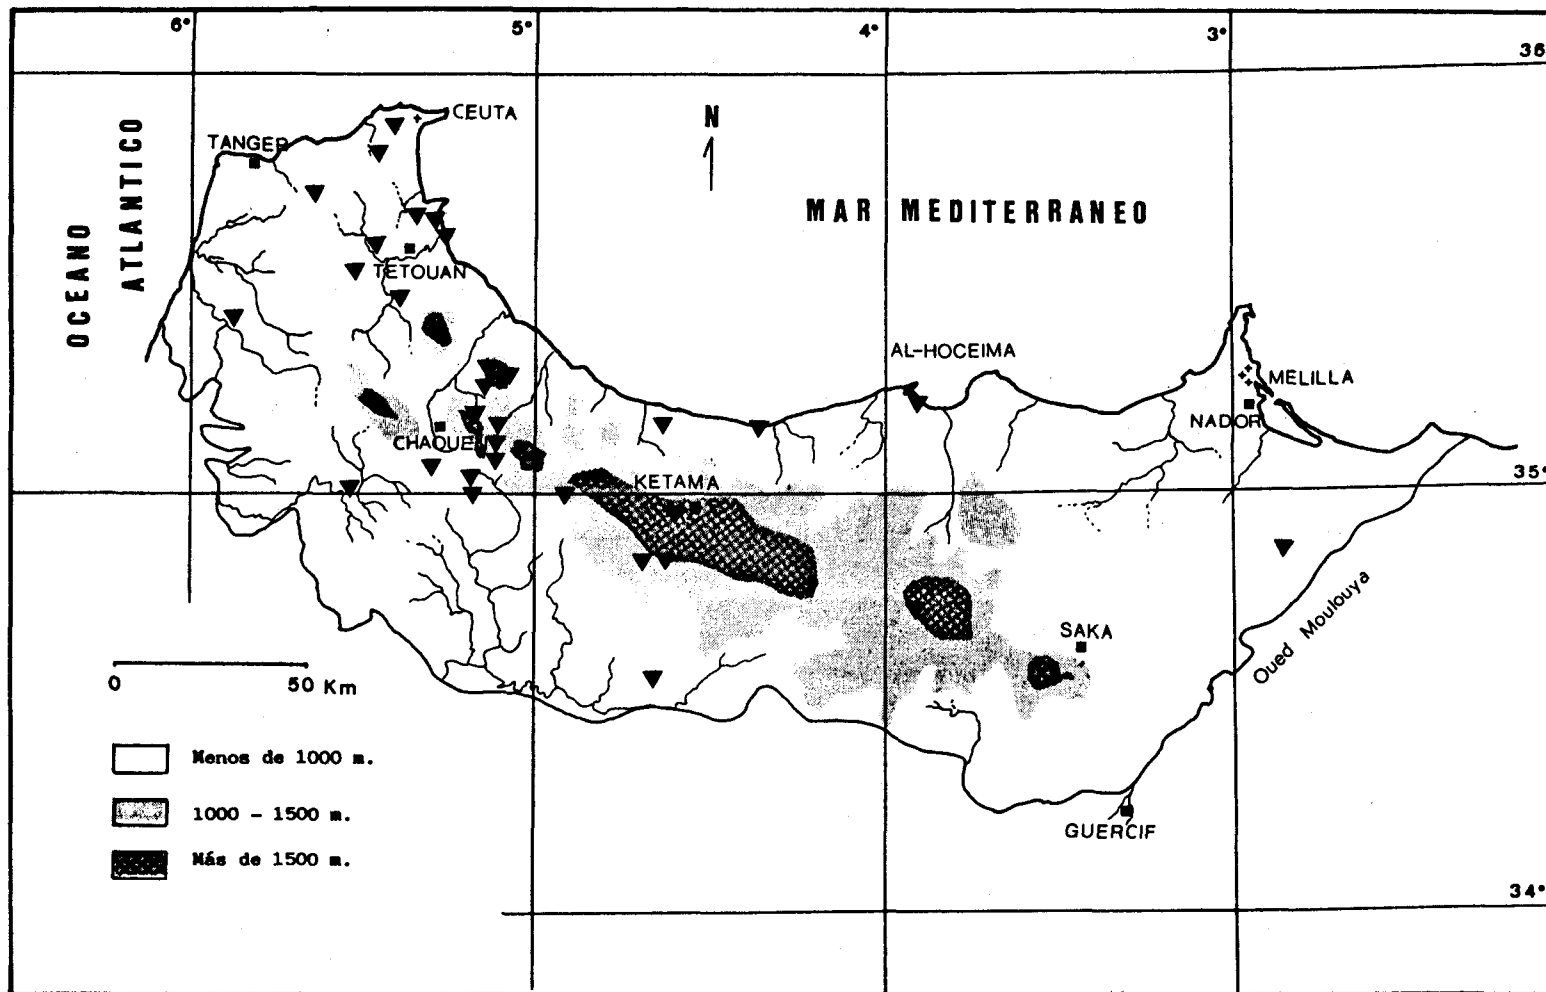 6°
5°
4°
3°
36°
CEUTA
TANGER
N
OCEANO
ATLANTICO
MAR MEDITERRANEO
TETOUAN
AL-HOCEIMA
MELILLA
NADOR
CHAOUEN
KETAMA
35°
SAKA
Oued Moulouya
0 50 Km
Menos de 1000 m.
1000 - 1500 m.
Más de 1500 m.
GUERCIF
34°